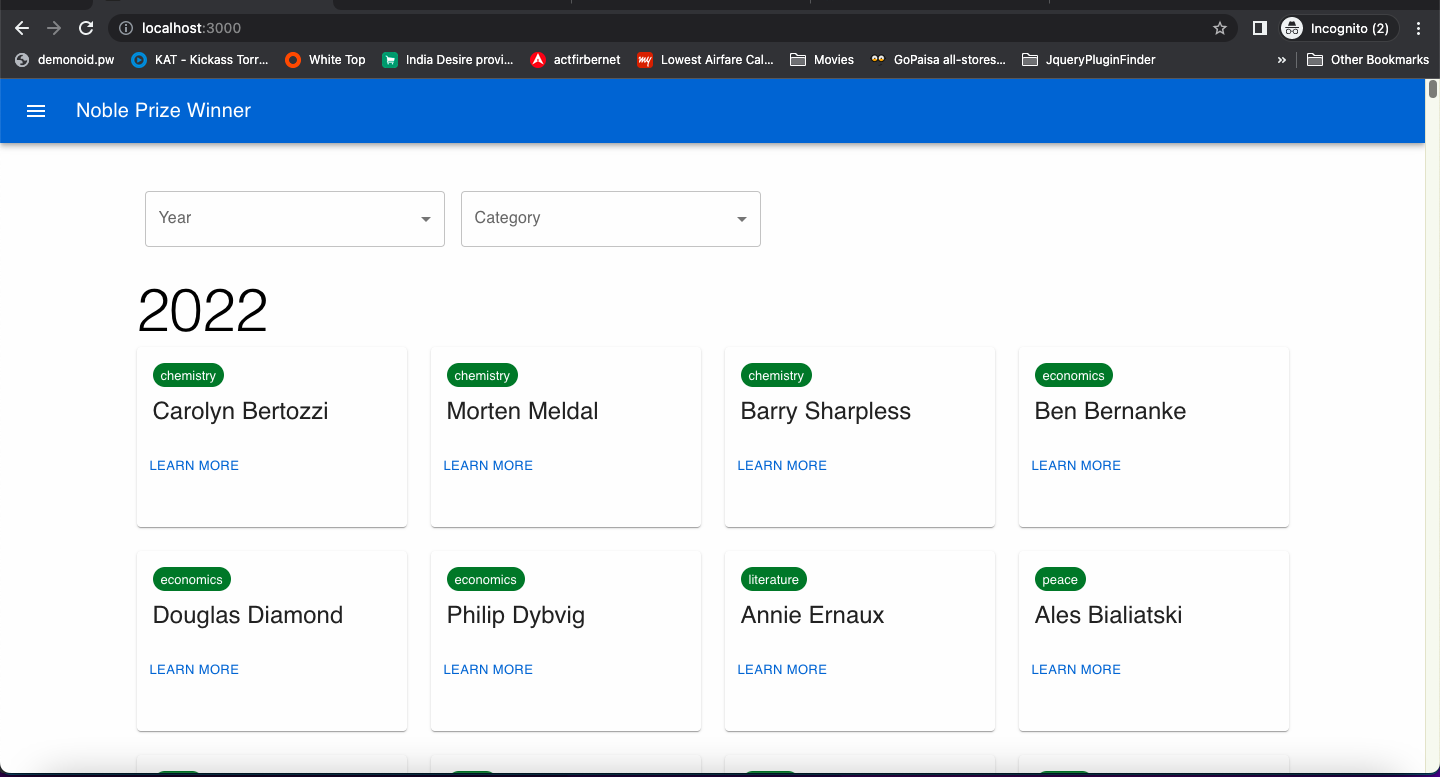 localhost:3000 Incognito (2)
demonoid.pw KAT - Kickass Torr... White Top India Desire provi... actfirbernet my Lowest Airfare Cal... Movies GoPaisa all-stores... JqueryPluginFinder » Other Bookmarks
Noble Prize Winner
Year Category
2022
chemistry chemistry chemistry economics
Carolyn Bertozzi Morten Meldal Barry Sharpless Ben Bernanke
LEARN MORE LEARN MORE LEARN MORE LEARN MORE
economics economics literature peace
Douglas Diamond Philip Dybvig Annie Ernaux Ales Bialiatski
LEARN MORE LEARN MORE LEARN MORE LEARN MORE